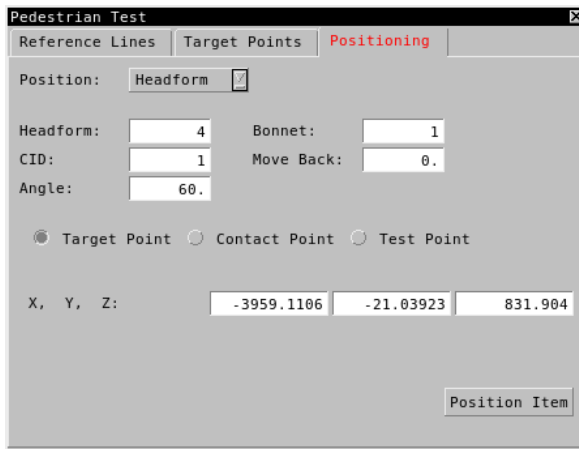 Pedestrian Test
Reference Lines Target Points Positioning
Position: Headform
Headform: 4 Bonnet: 1
CID: 1 Move Back: 0.
Angle: 60.
Target Point Contact Point Test Point
X, Y, Z: -3959.1106 -21.03923 831.904
Position Item